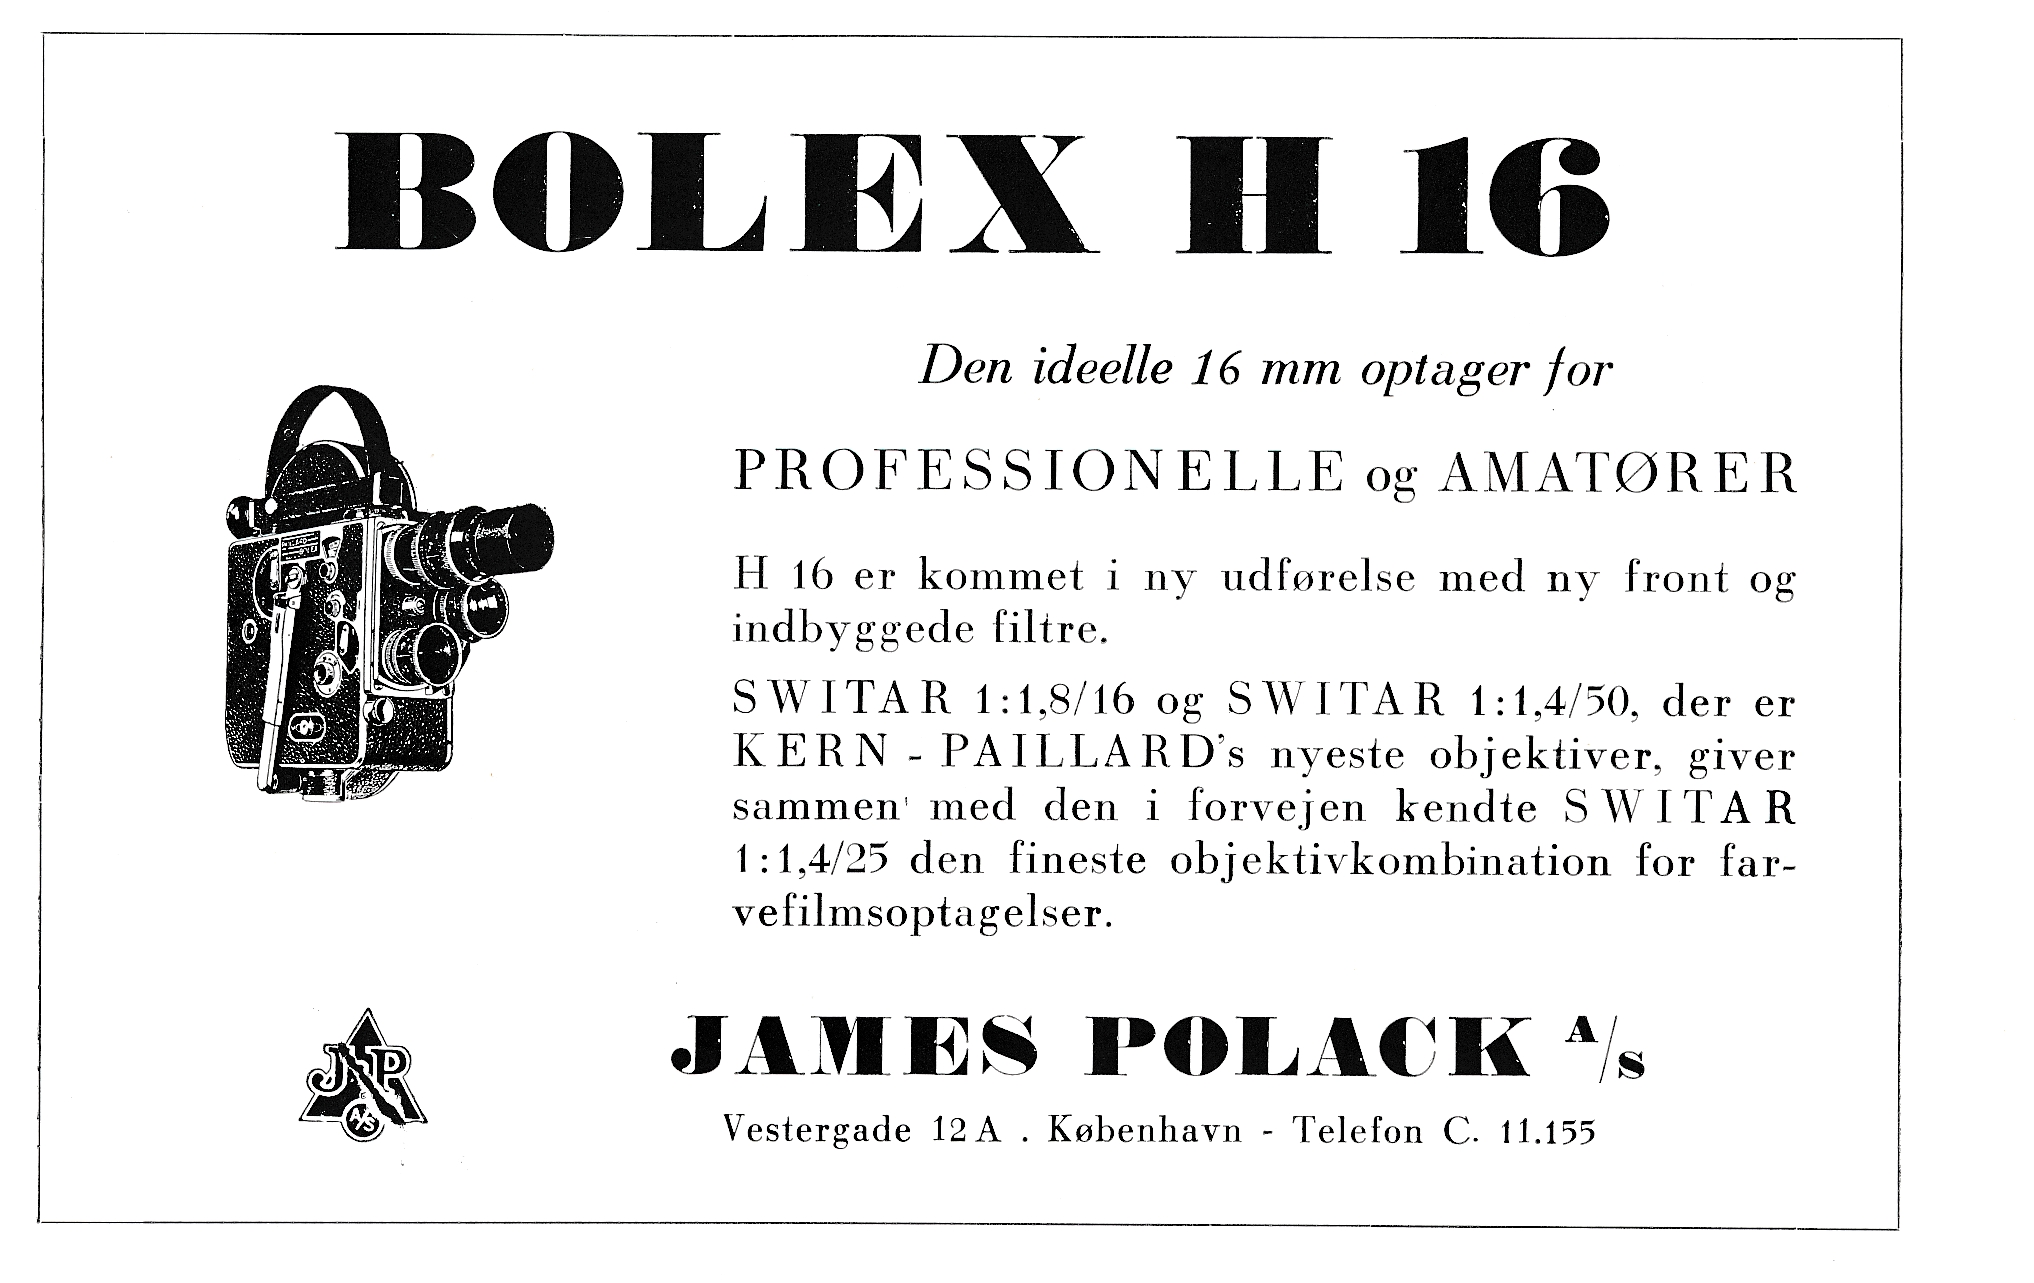 BOLEX H 16
Den ideelle 16 mm optager for
PROFESSIONELLE og AMATØRER
H 16 er kommet i ny udførelse med ny front og
indbyggede filtre.
SWITAR 1:1,8/16 og SWITAR 1:1,4/50, der er
KERN - PAILLARD's nyeste objektiver, giver
sammen med den i forvejen kendte SWITAR
1:1,4/25 den fineste objektivkombination for far-
vefilmsoptagelser.
JP
A/S
JAMES POLACK A/S
Vestergade 12 A . København - Telefon C. 11.155